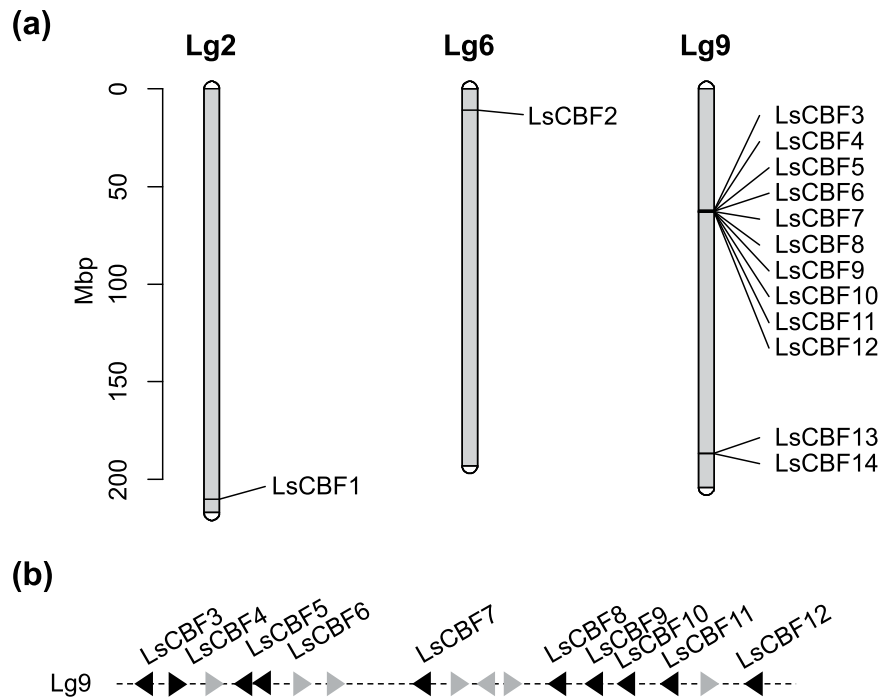 (a)
Lg2 Lg6 Lg9
0
50
100
150
200
Mbp
LsCBF1
LsCBF2
LsCBF3
LsCBF4
LsCBF5
LsCBF6
LsCBF7
LsCBF8
LsCBF9
LsCBF10
LsCBF11
LsCBF12
LsCBF13
LsCBF14
(b)
LsCBF3 LsCBF4 LsCBF5 LsCBF6 LsCBF7 LsCBF8 LsCBF9 LsCBF10 LsCBF11 LsCBF12
Lg9